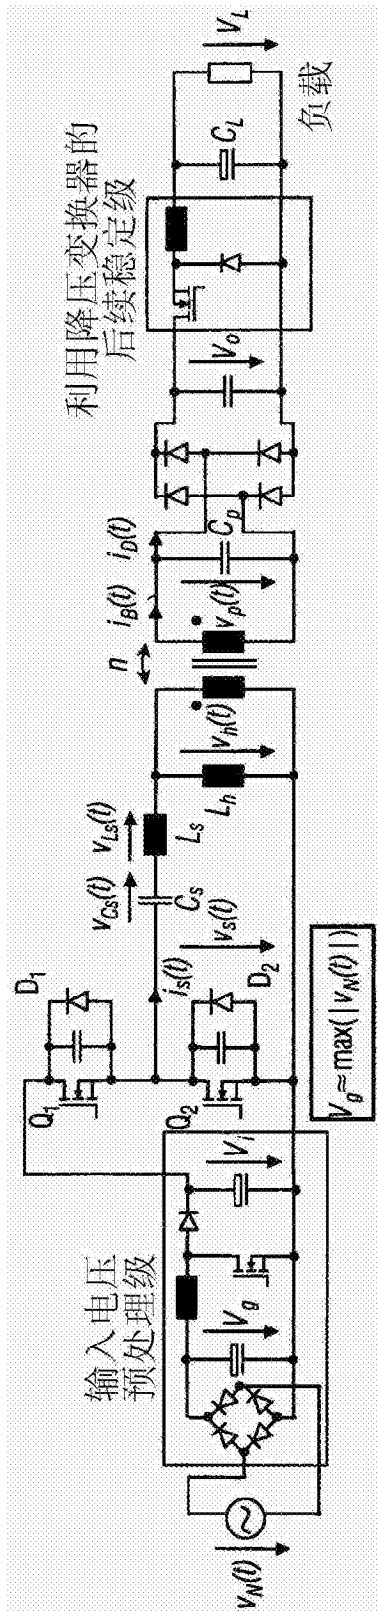 v_N(t)
输入电压
预处理级
V_g
V_i
V_g≈max(|v_N(t)|)
Q_1
D_1
Q_2
D_2
i_s(t)
v_Cs(t)
C_s
v_s(t)
v_Ls(t)
L_s
L_h
v_h(t)
n
v_p(t)
i_B(t)
C_p
i_D(t)
V_o
利用降压变换器的
后续稳定级
C_L
V_L
负载